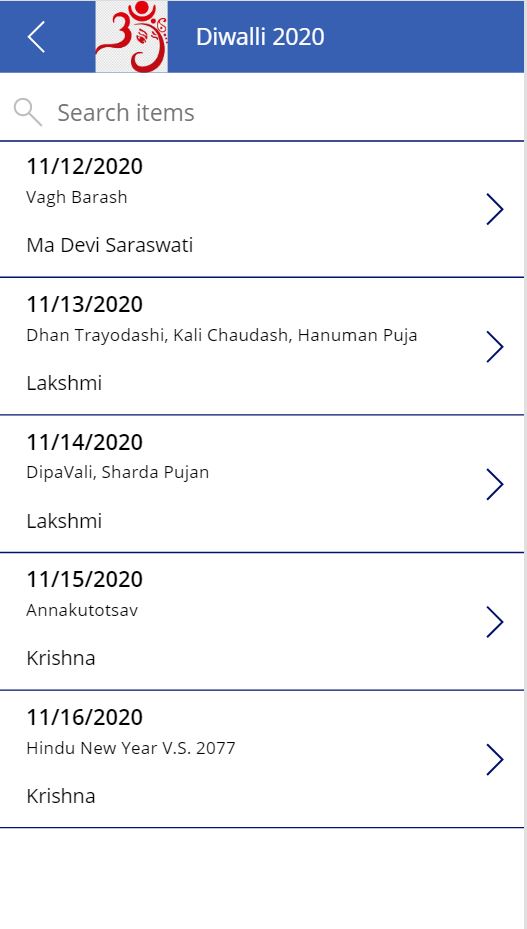 Diwalli 2020
Search items
11/12/2020
Vagh Barash
Ma Devi Saraswati
11/13/2020
Dhan Trayodashi, Kali Chaudash, Hanuman Puja
Lakshmi
11/14/2020
DipaVali, Sharda Pujan
Lakshmi
11/15/2020
Annakutotsav
Krishna
11/16/2020
Hindu New Year V.S. 2077
Krishna